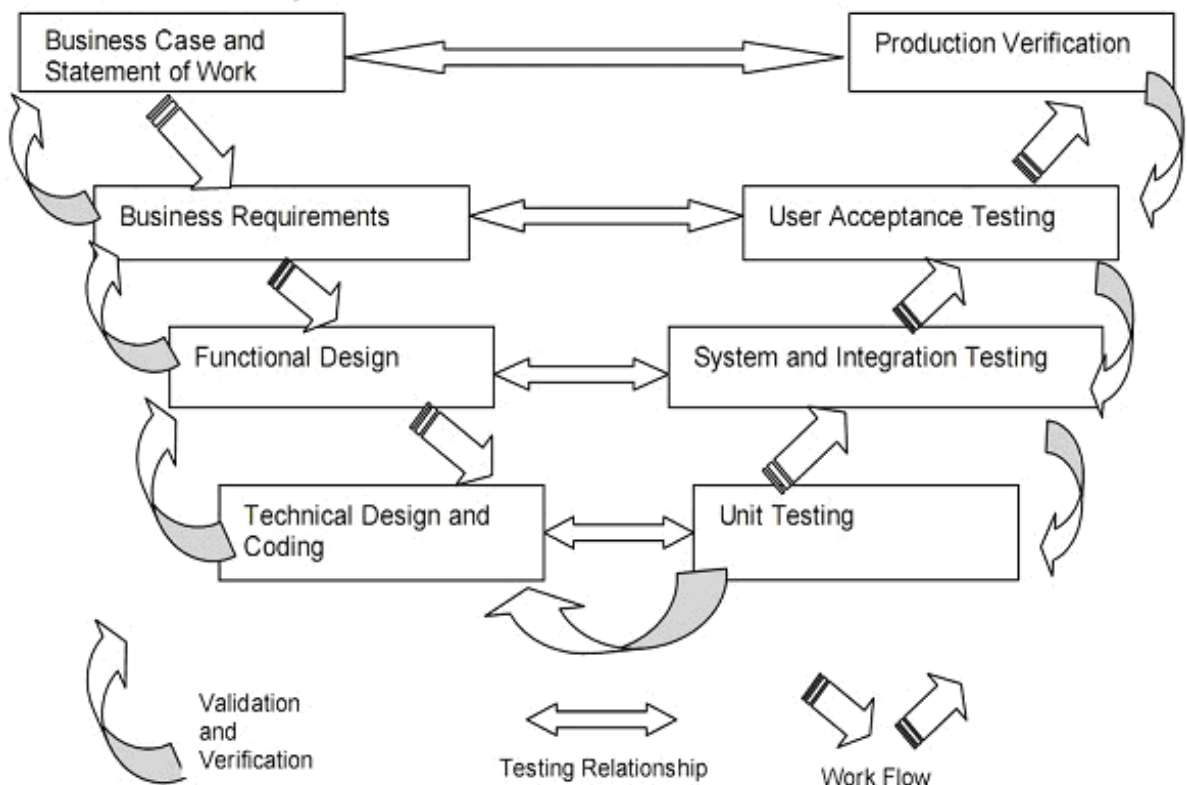 Business Case and
Statement of Work
Production Verification
Business Requirements
User Acceptance Testing
Functional Design
System and Integration Testing
Technical Design and
Coding
Unit Testing
Validation
and
Verification
Testing Relationship
Work Flow